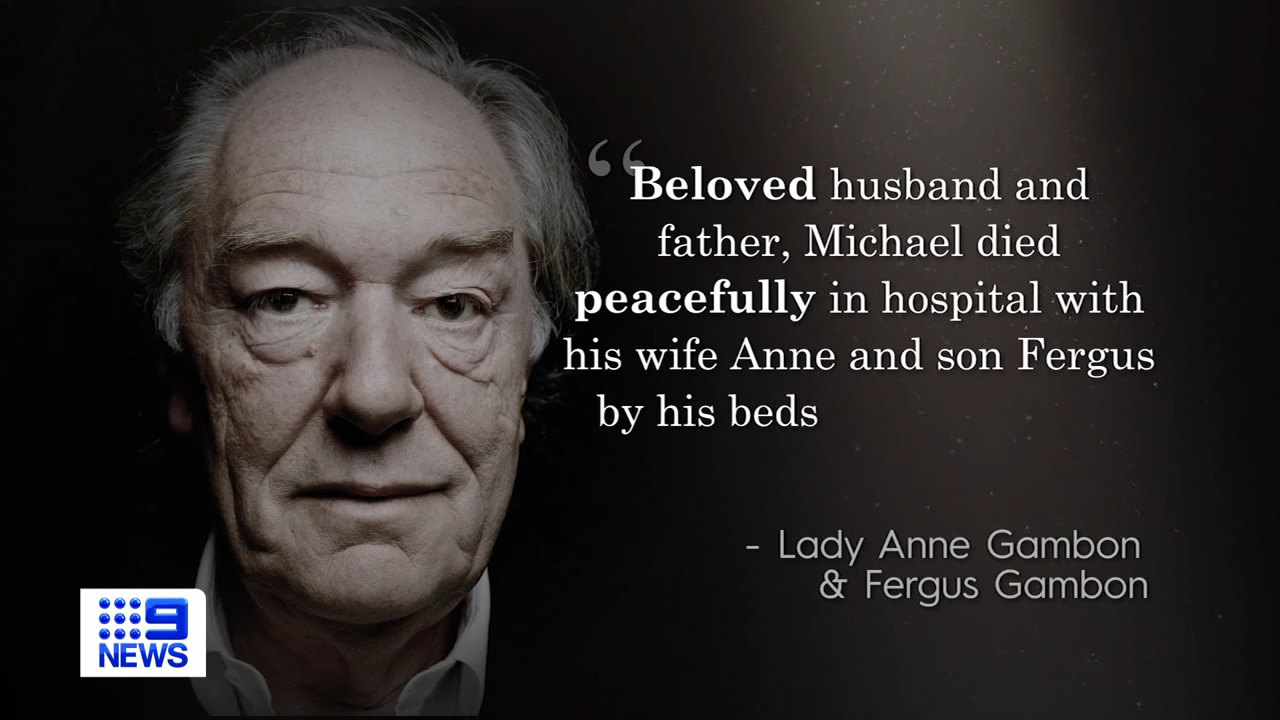 “Beloved husband and
father, Michael died
peacefully in hospital with
his wife Anne and son Fergus
by his beds
- Lady Anne Gambon
& Fergus Gambon
9
NEWS